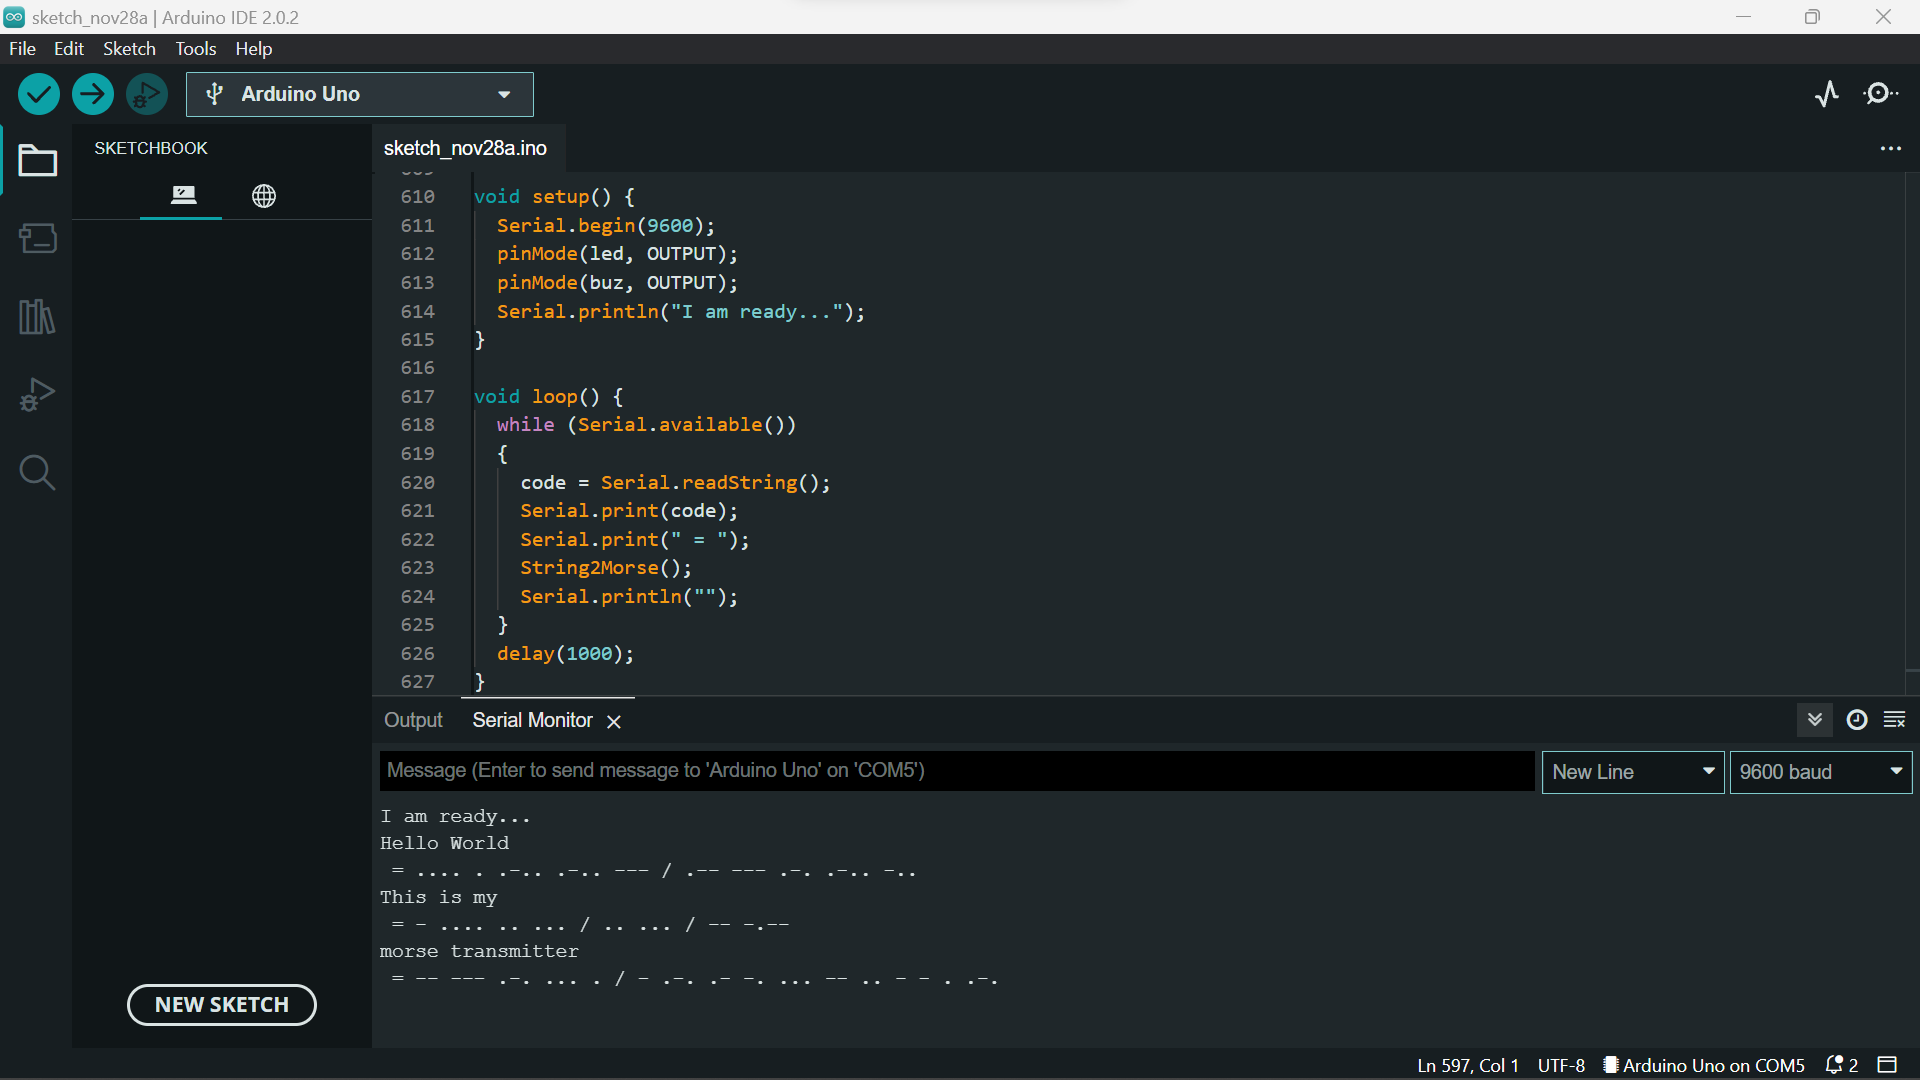 sketch_nov28a | Arduino IDE 2.0.2
File Edit Sketch Tools Help
Arduino Uno
SKETCHBOOK
sketch_nov28a.ino
610 void setup() {
611 Serial.begin(9600);
612 pinMode(led, OUTPUT);
613 pinMode(buz, OUTPUT);
614 Serial.println("I am ready...");
615 }
616
617 void loop() {
618 while (Serial.available())
619 {
620 code = Serial.readString();
621 Serial.print(code);
622 Serial.print(" = ");
623 String2Morse();
624 Serial.println("");
625 }
626 delay(1000);
627 }
Output Serial Monitor
Message (Enter to send message to 'Arduino Uno' on 'COM5')
New Line
9600 baud
I am ready...
Hello World
= .... . .-.. .-.. --- / .-- --- .-. .-.. -..
This is my
= - .... .. ... / .. ... / -- -.--
morse transmitter
= -- --- .-. ... . / - .-. .- -. ... -- .. - - . .-.
NEW SKETCH
Ln 597, Col 1 UTF-8 Arduino Uno on COM5 2